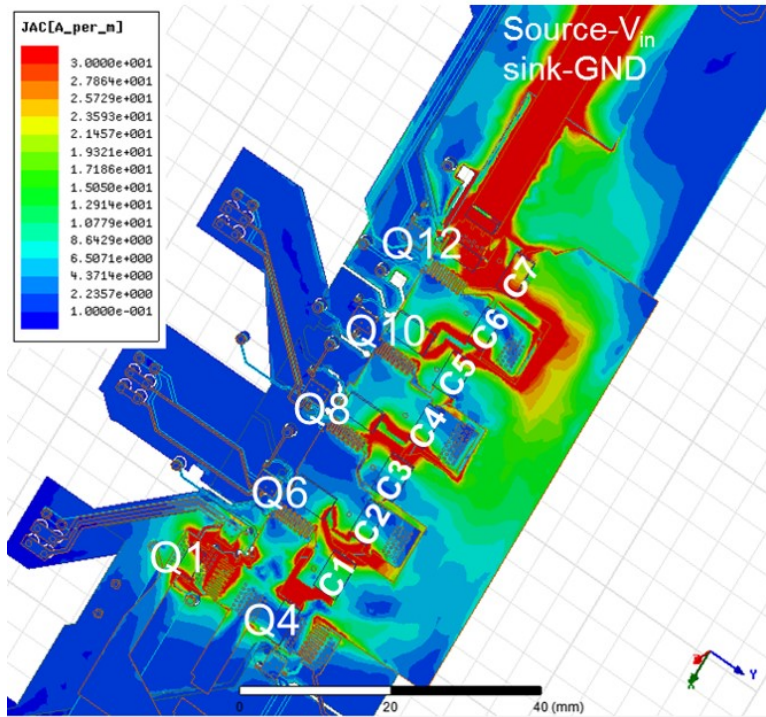 JAC[A_per_m]
3.0000e+001
2.7864e+001
2.5729e+001
2.3593e+001
2.1457e+001
1.9321e+001
1.7186e+001
1.5050e+001
1.2914e+001
1.0779e+001
8.6429e+000
6.5071e+000
4.3714e+000
2.2357e+000
1.0000e-001
Source-Vin
sink-GND
Q12
C7
C6
Q10
C5
Q8
C4
C3
Q6
C2
Q1
C1
Q4
0
20
40 (mm)
X
Y